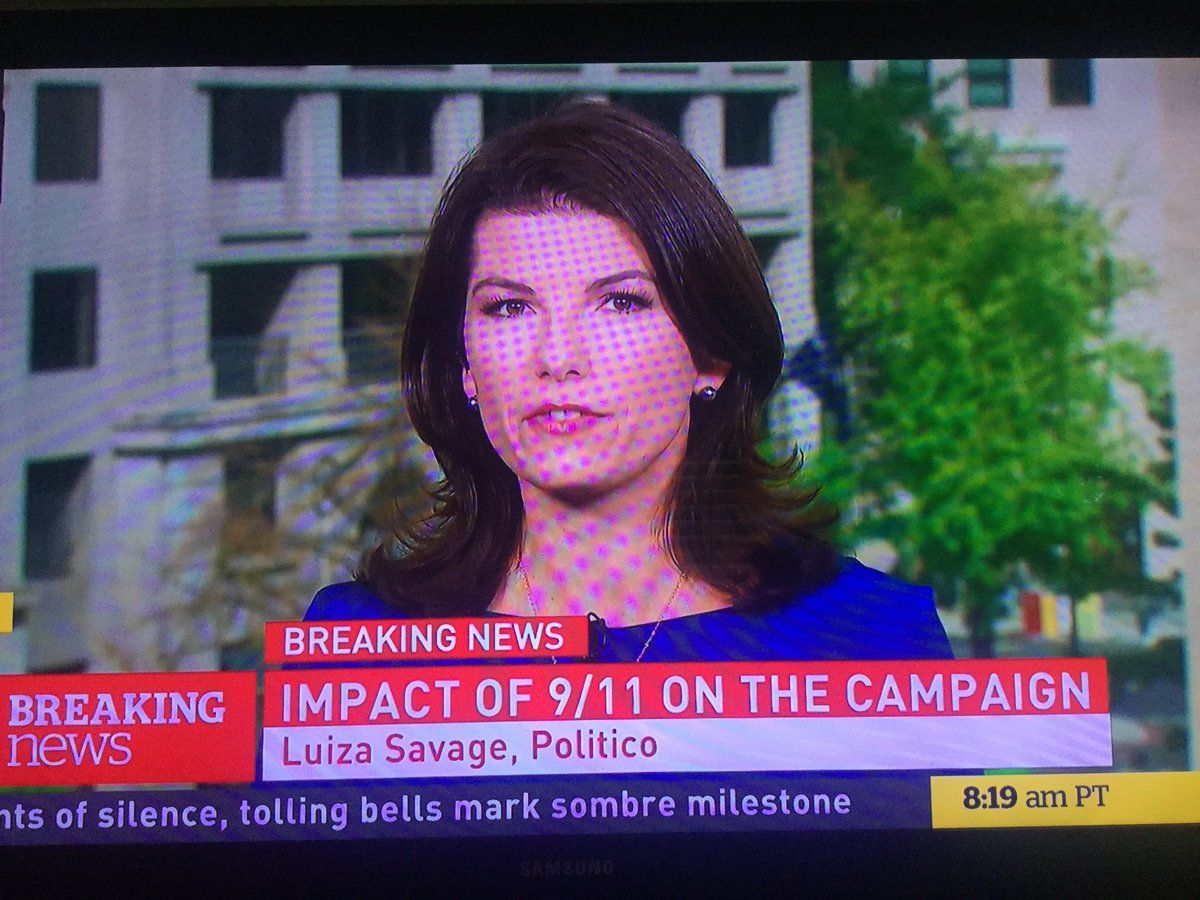 BREAKING NEWS
BREAKING
news
IMPACT OF 9/11 ON THE CAMPAIGN
Luiza Savage, Politico
nts of silence, tolling bells mark sombre milestone
8:19 am PT
SAMSUNG